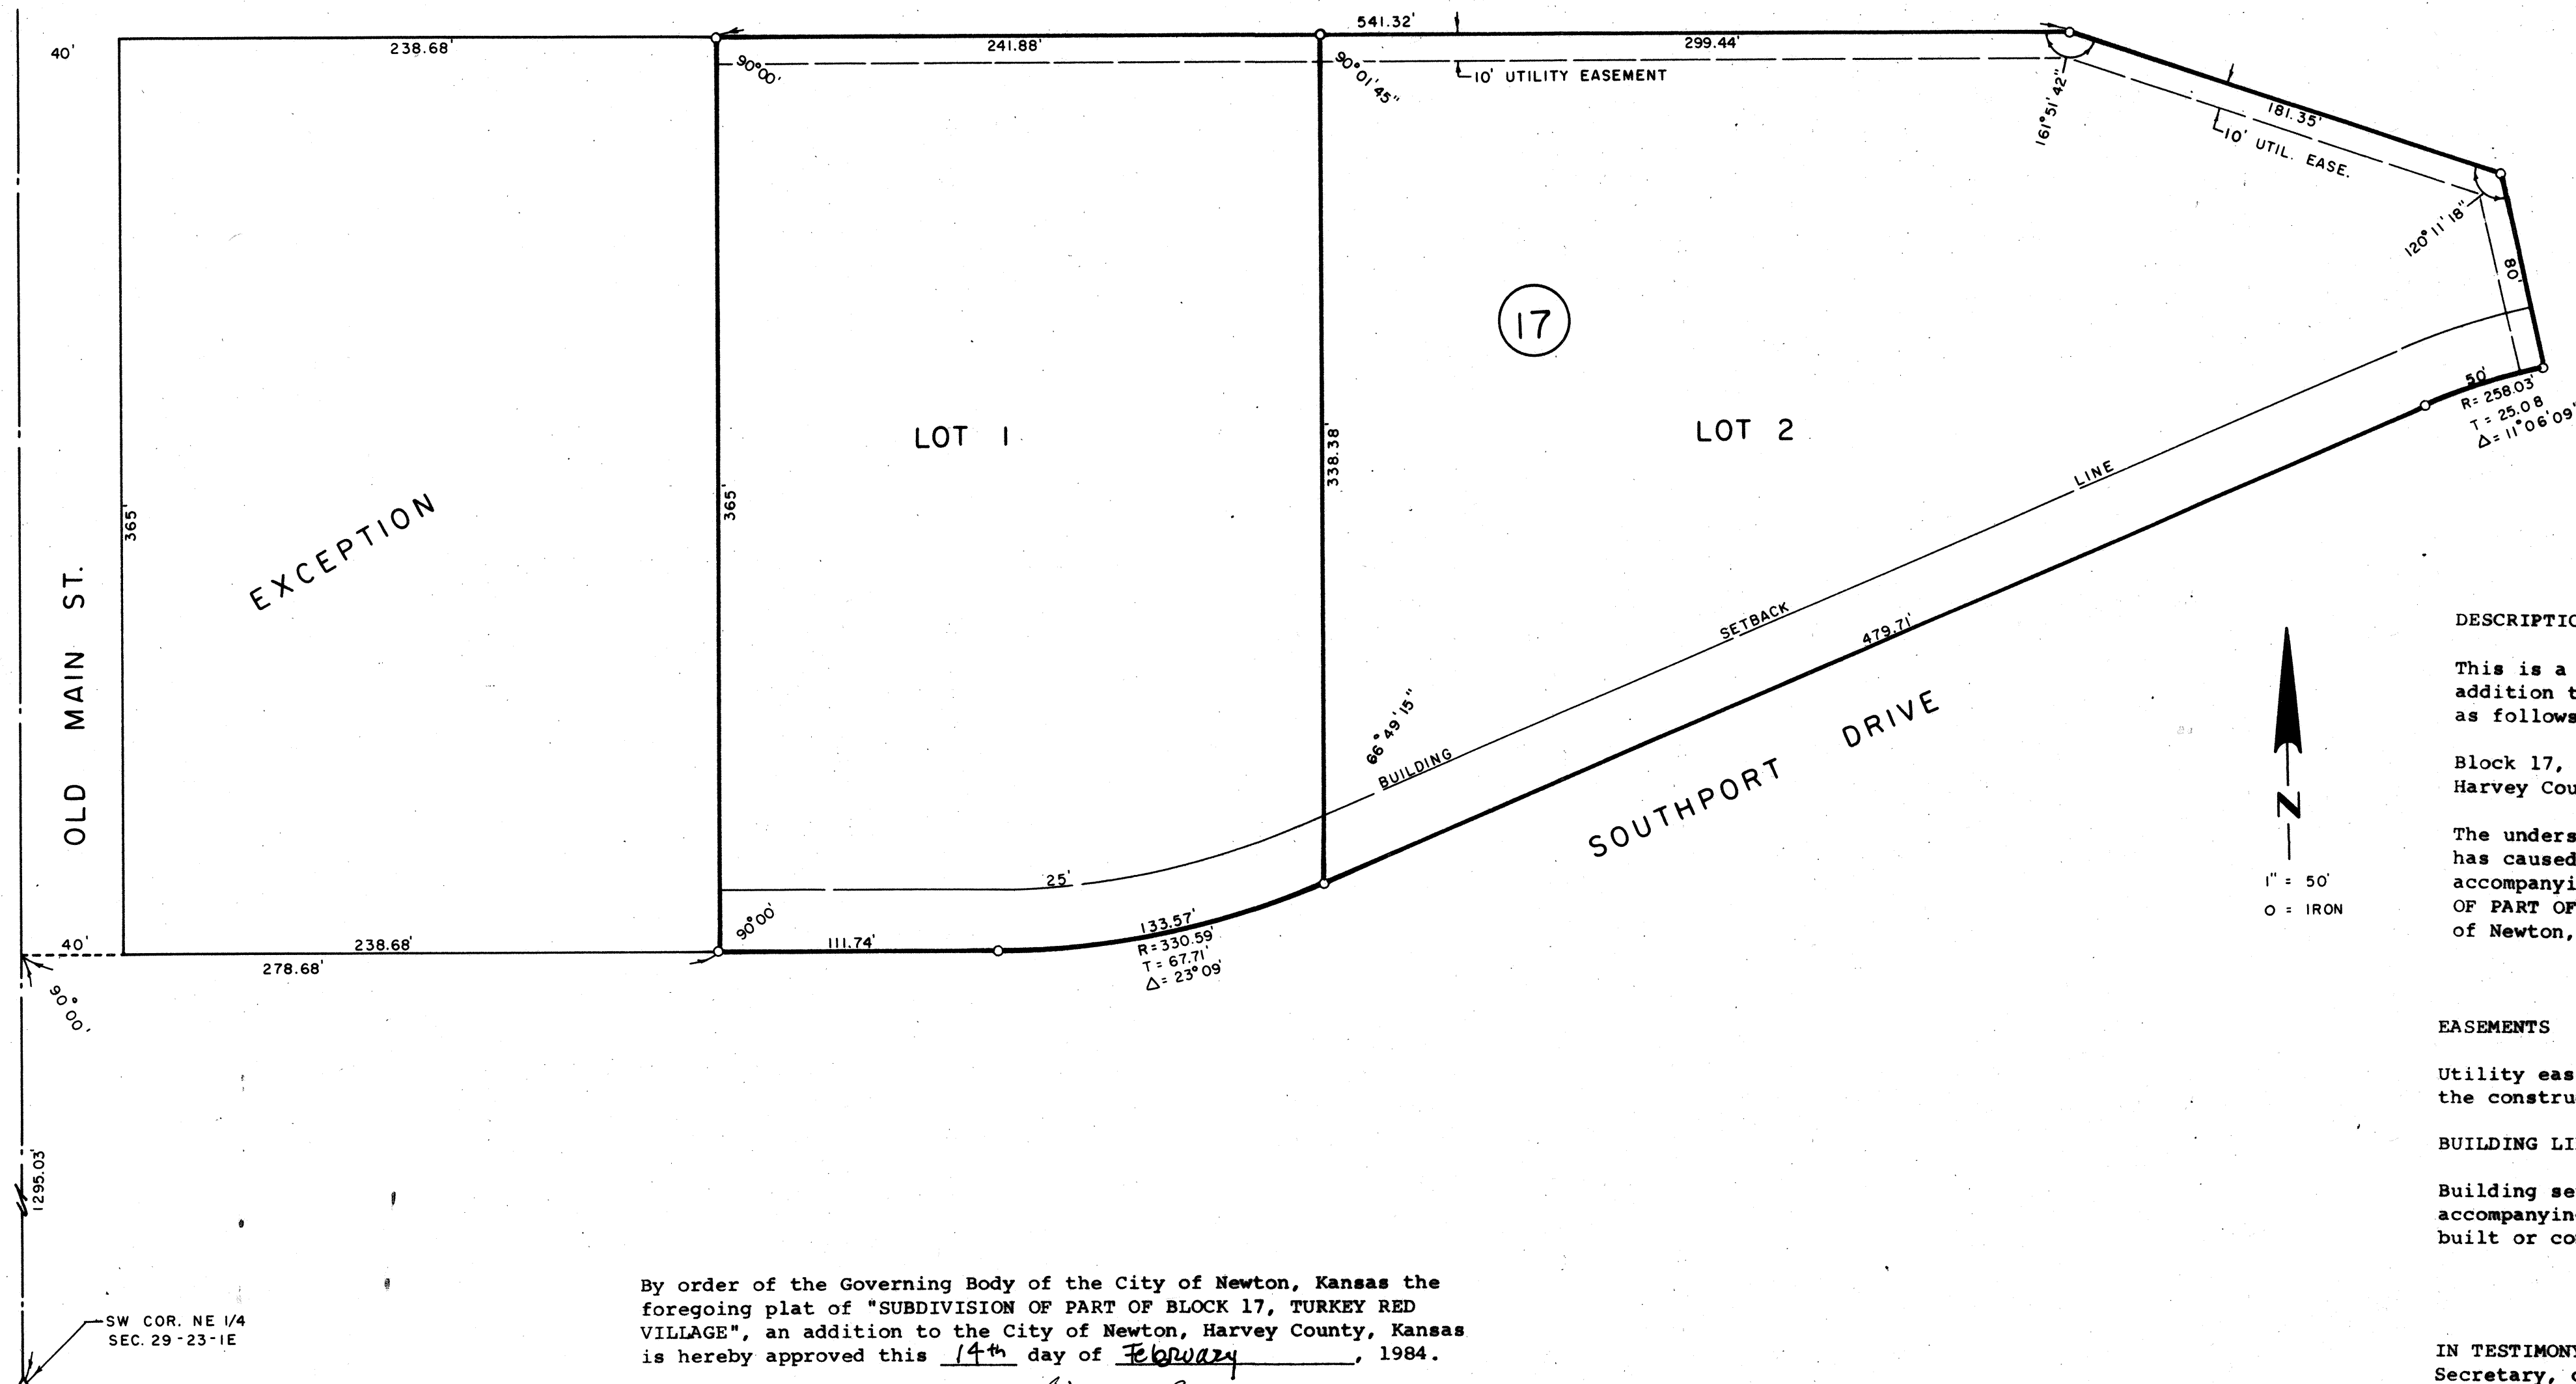 541.32'
40'
238.68'
241.88'
299.44'
90°00'
10' UTILITY EASEMENT
90°01'45"
161°51'42"
181.35'
10' UTIL. EASE.
120°11'18"
80'
17
50'
R=258.03'
T=25.08
Δ=11°06'09"
LOT 1
LOT 2
338.38'
365'
365'
EXCEPTION
OLD MAIN ST.
LINE
SETBACK
479.71'
66°49'15"
BUILDING
SOUTHPORT DRIVE
N
1" = 50'
O = IRON
25'
90°00'
133.57'
R=330.59'
T=67.71'
Δ=23°09'
111.74'
40'
238.68'
278.68'
90°00'
1295.03'
SW COR. NE 1/4
SEC. 29-23-1E
By order of the Governing Body of the City of Newton, Kansas the
foregoing plat of "SUBDIVISION OF PART OF BLOCK 17, TURKEY RED
VILLAGE", an addition to the City of Newton, Harvey County, Kansas
is hereby approved this 14th day of February, 1984.
DESCRIPTIO
This is a
addition t
as follows
Block 17,
Harvey Cou
The unders
has caused
accompanyi
OF PART OF
of Newton,
EASEMENTS
Utility eas
the constru
BUILDING LI
Building se
accompanyin
built or co
IN TESTIMONY
Secretary,